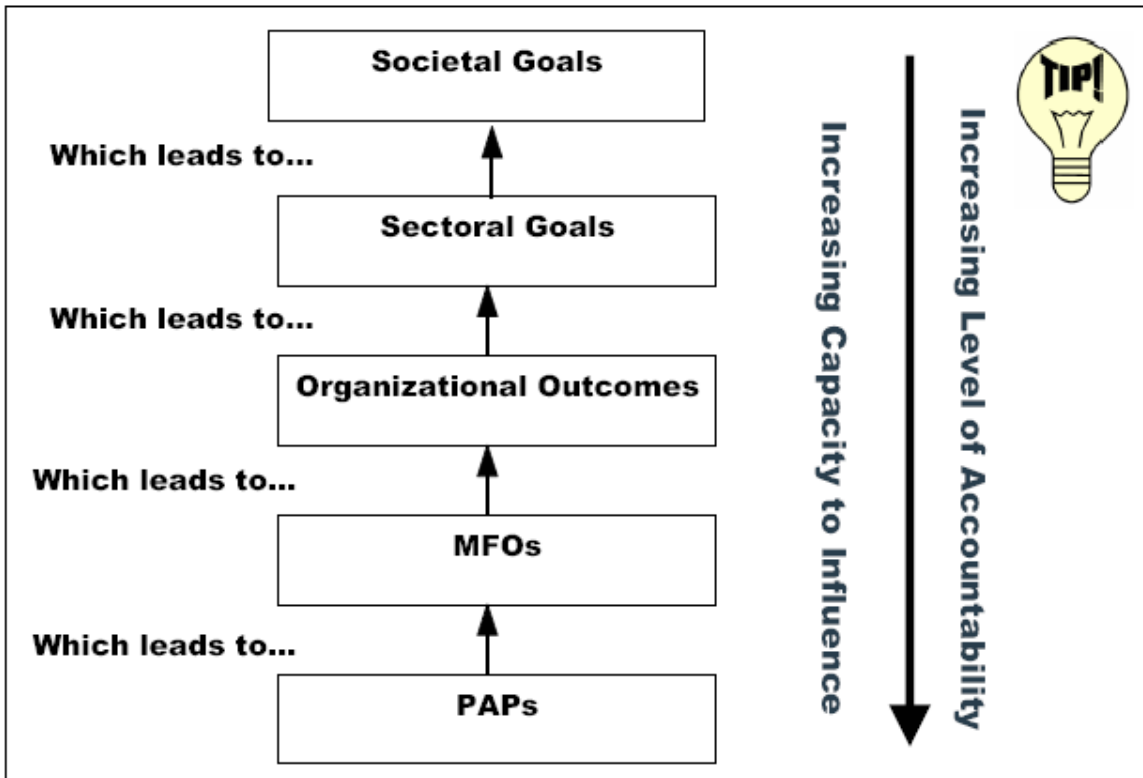 Societal Goals
Which leads to...
Sectoral Goals
Which leads to...
Organizational Outcomes
Which leads to...
MFOs
Which leads to...
PAPs
Increasing Capacity to Influence
Increasing Level of Accountability
TIP!